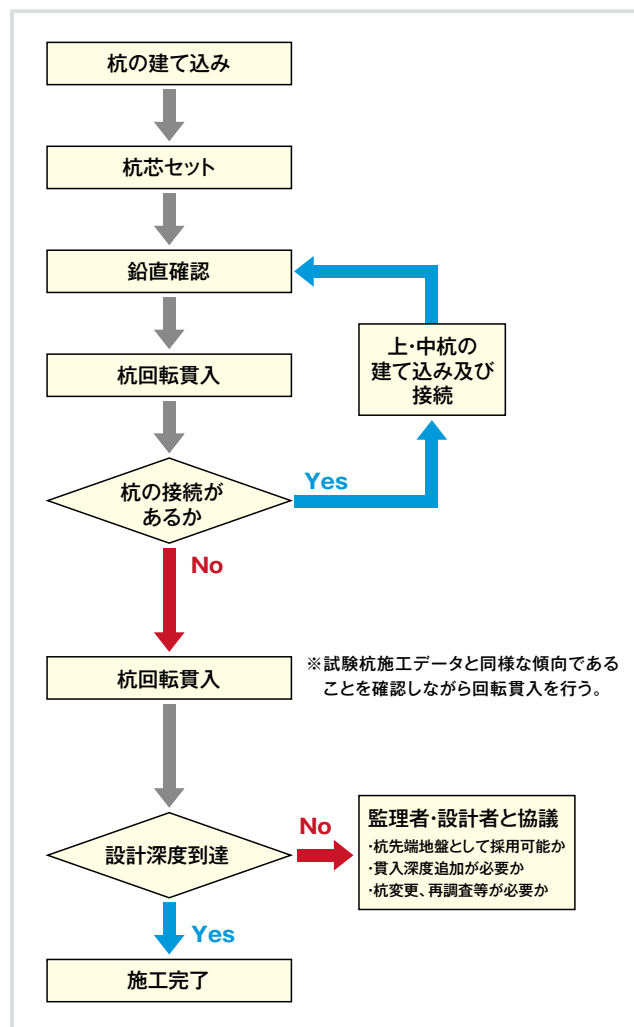 杭の建て込み
杭芯セット
鉛直確認
杭回転貫入
上・中杭の
建て込み及び
接続
杭の接続が
あるか
Yes
No
杭回転貫入
※試験杭施工データと同様な傾向である
ことを確認しながら回転貫入を行う。
設計深度到達
No
監理者・設計者と協議
・杭先端地盤として採用可能か
・貫入深度追加が必要か
・杭変更、再調査等が必要か
Yes
施工完了